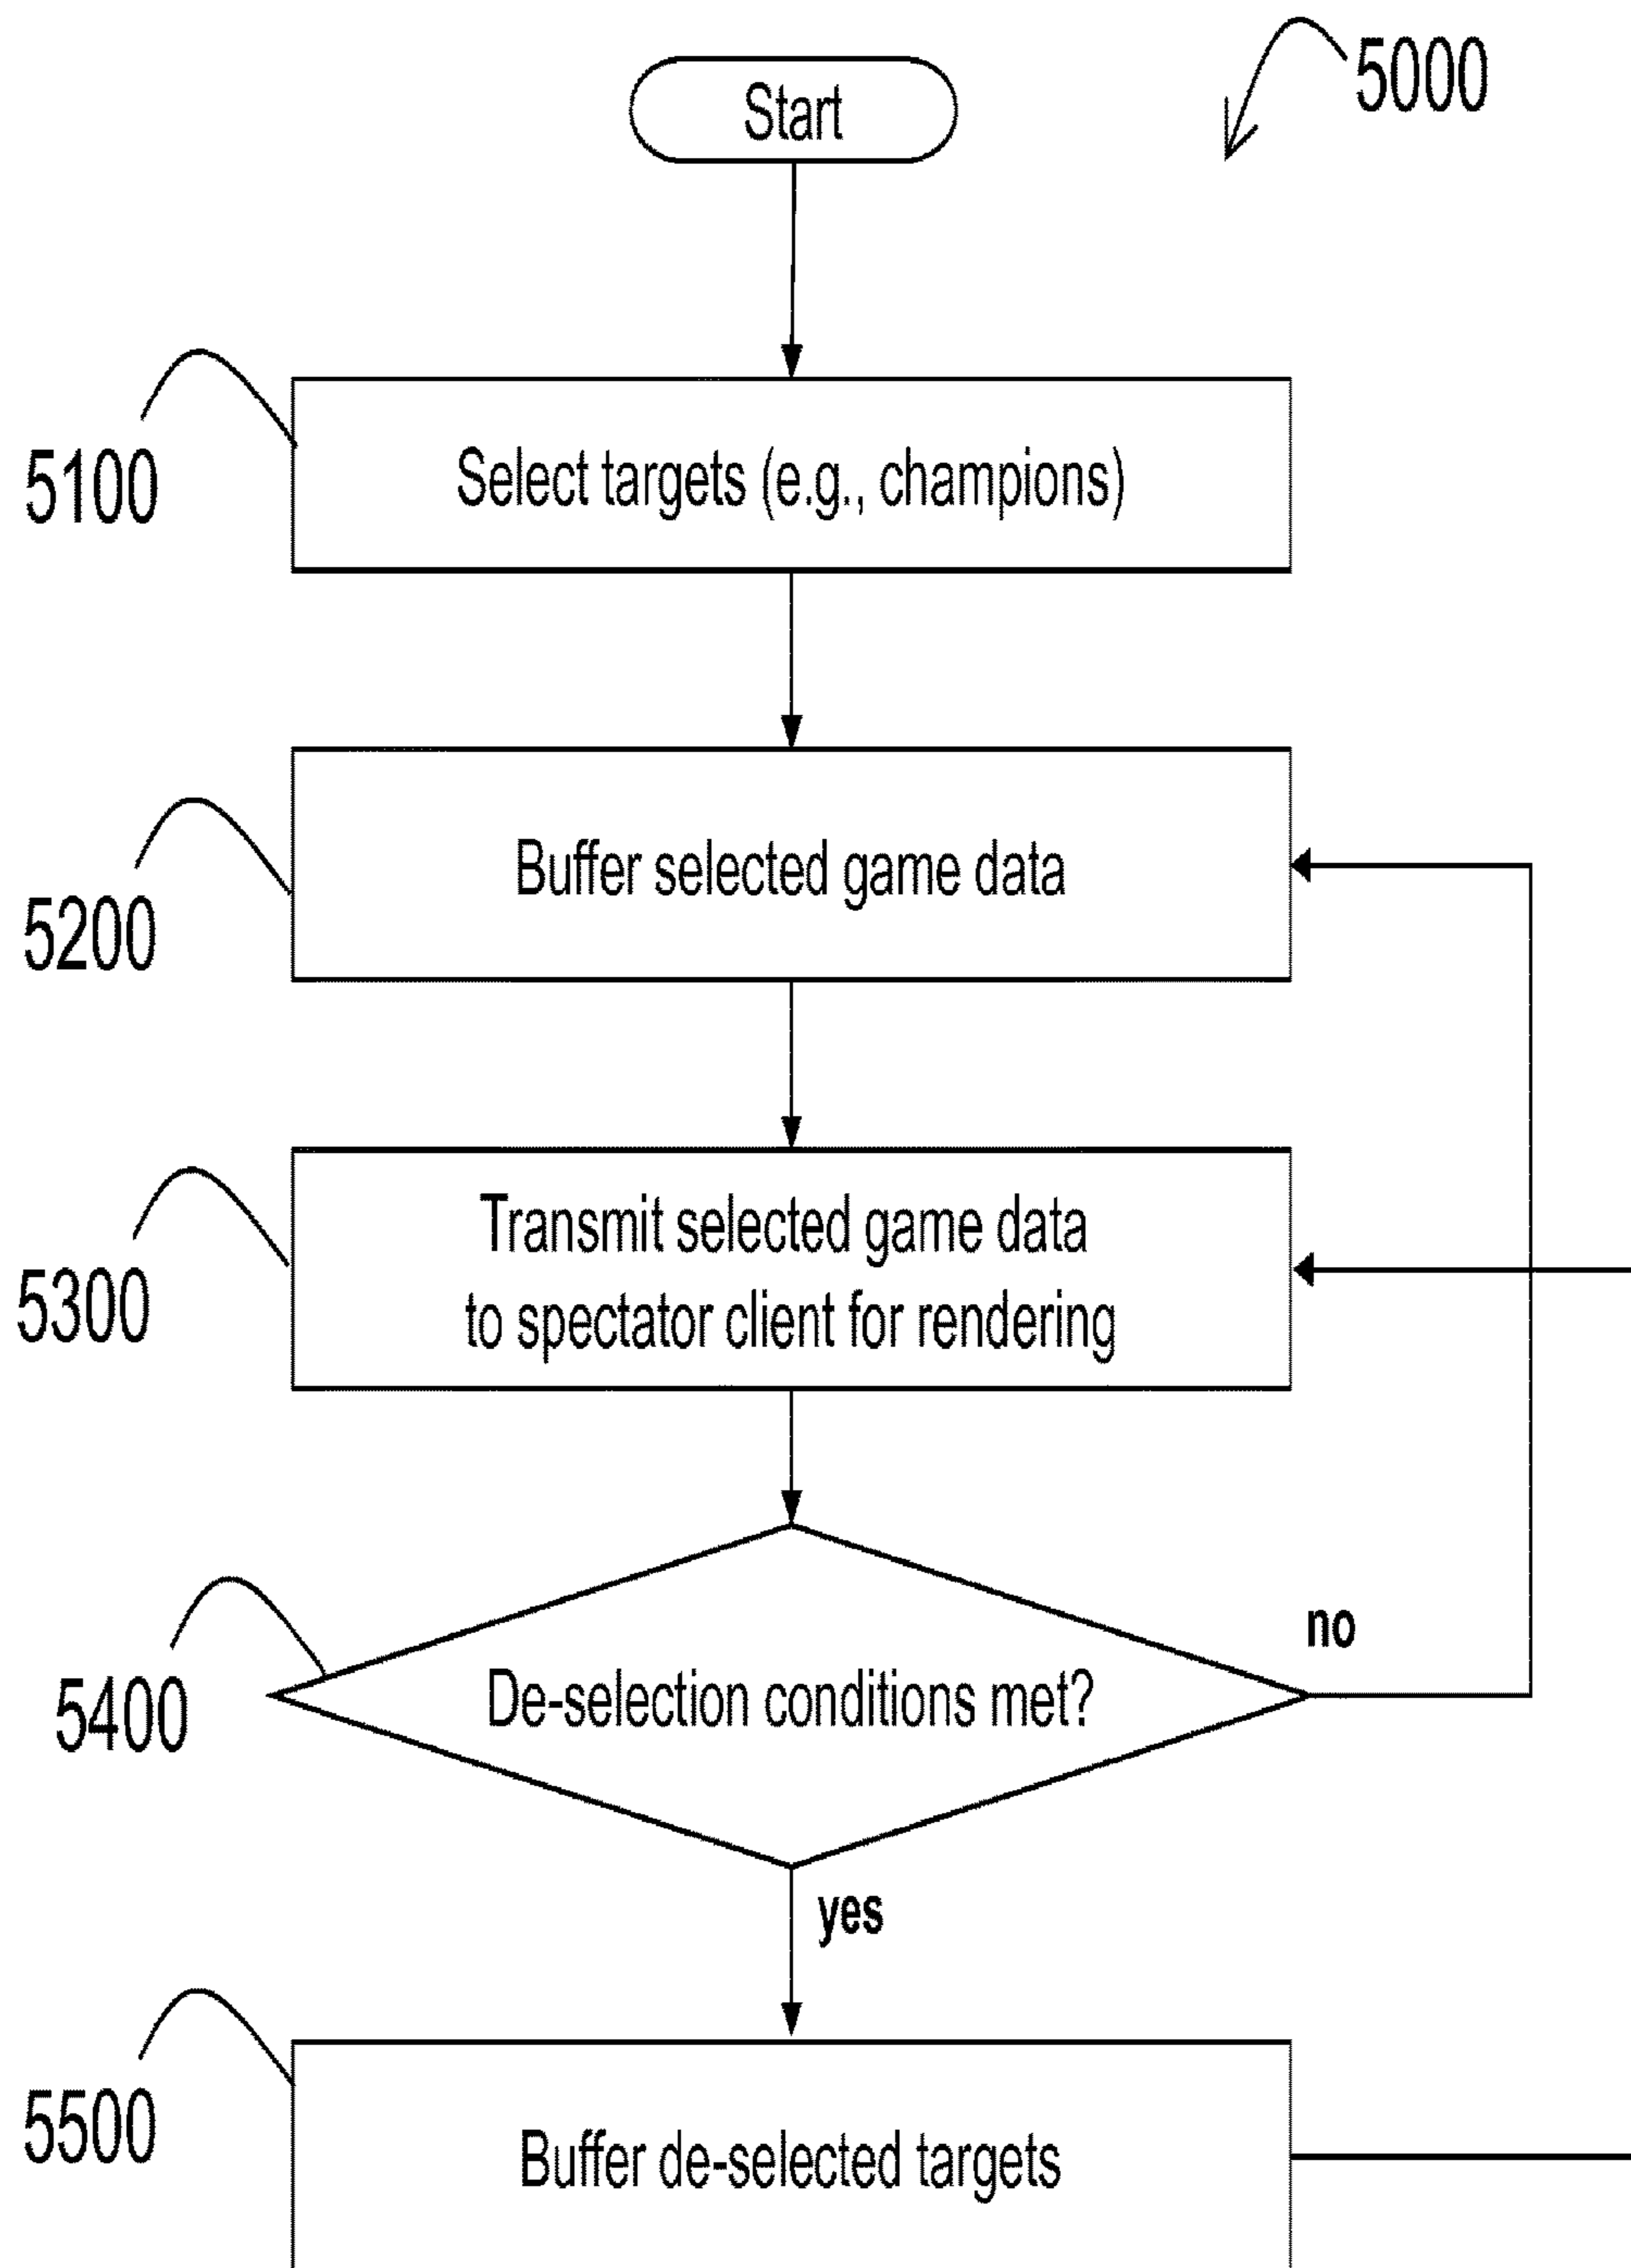 Start
5000
5100
Select targets (e.g., champions)
5200
Buffer selected game data
5300
Transmit selected game data
to spectator client for rendering
5400
De-selection conditions met?
no
yes
5500
Buffer de-selected targets